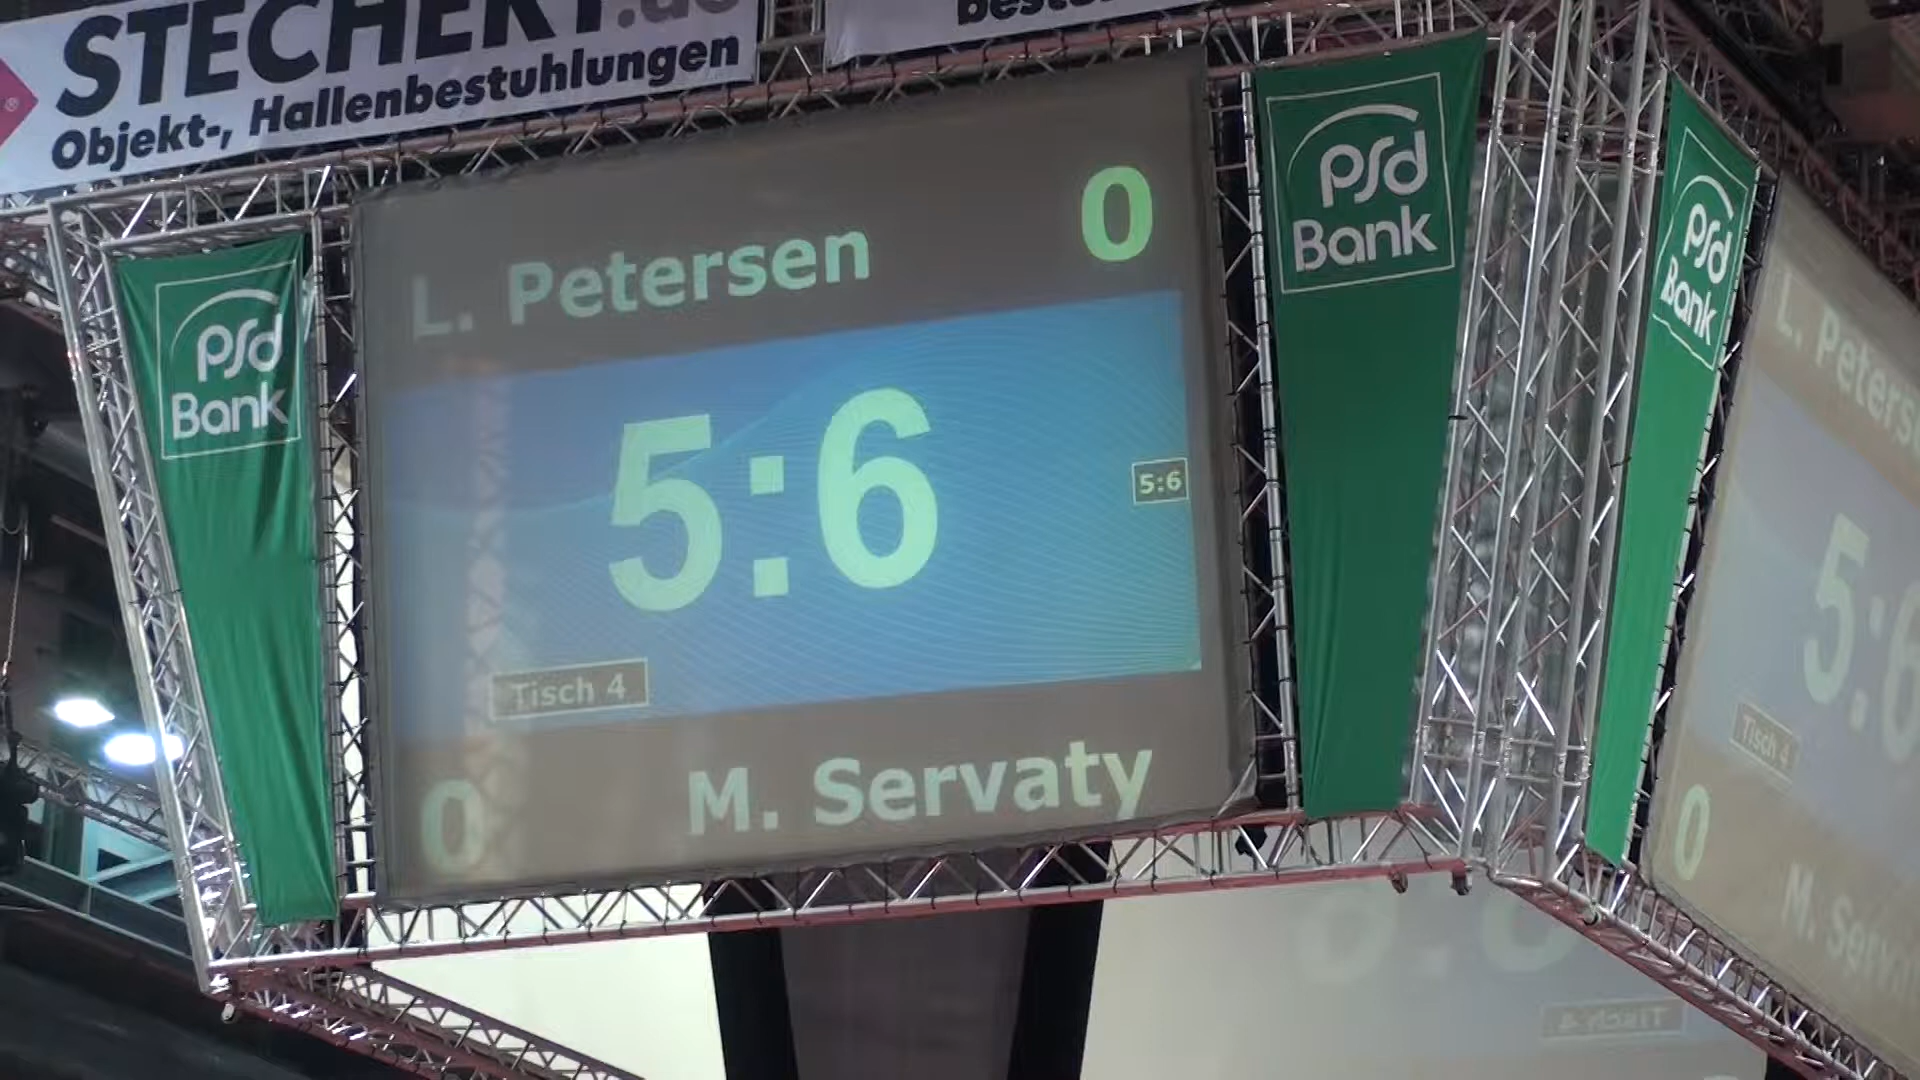 STECHERT.de
Objekt-, Hallenbestuhlungen
psd
Bank
L. Petersen 0
5:6
5:6
Tisch 4
0 M. Servaty
psd
Bank
psd
Bank
L. Peters
5:6
Tisch 4
0
M. Serv